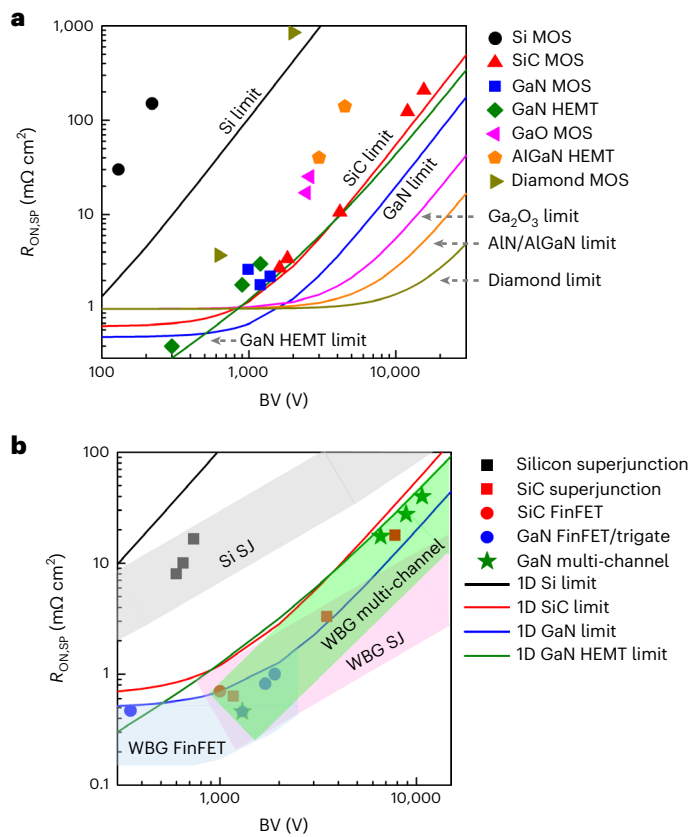 a
1,000
100
10
1
100
1,000
10,000
R_ON,SP (mΩ cm²)
BV (V)
Si limit
SiC limit
GaN limit
GaN HEMT limit
Ga₂O₃ limit
AlN/AlGaN limit
Diamond limit
Si MOS
SiC MOS
GaN MOS
GaN HEMT
GaO MOS
AlGaN HEMT
Diamond MOS
b
100
10
1
0.1
1,000
10,000
R_ON,SP (mΩ cm²)
BV (V)
Si SJ
WBG multi-channel
WBG SJ
WBG FinFET
Silicon superjunction
SiC superjunction
SiC FinFET
GaN FinFET/trigate
GaN multi-channel
1D Si limit
1D SiC limit
1D GaN limit
1D GaN HEMT limit